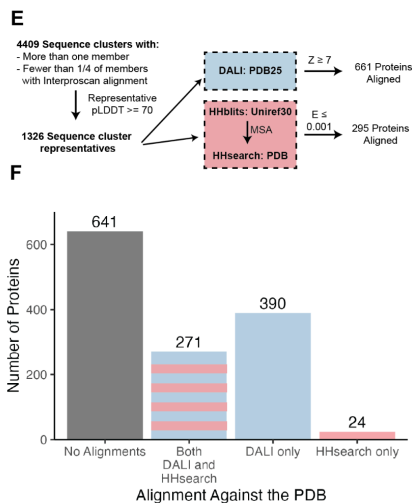 E
4409 Sequence clusters with:
- More than one member
- Fewer than 1/4 of members
with Interproscan alignment
Representative
pLDDT >= 70
1326 Sequence cluster
representatives
DALI: PDB25
Z ≥ 7
661 Proteins
Aligned
HHblits: Uniref30
MSA
HHsearch: PDB
E ≤
0.001
295 Proteins
Aligned
F
Number of Proteins
600
400
200
0
641
271
390
24
No Alignments
Both
DALI and
HHsearch
DALI only
HHsearch only
Alignment Against the PDB